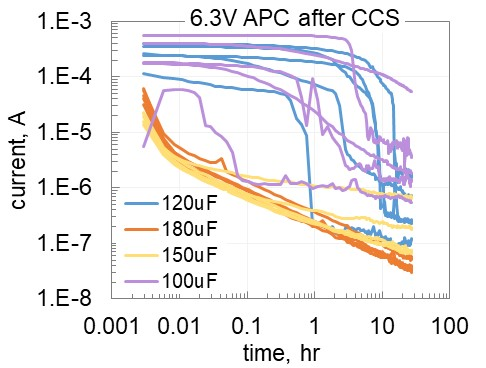 6.3V APC after CCS
1.E-3
1.E-4
1.E-5
1.E-6
1.E-7
1.E-8
current, A
120uF
180uF
150uF
100uF
0.001 0.01 0.1 1 10 100
time, hr